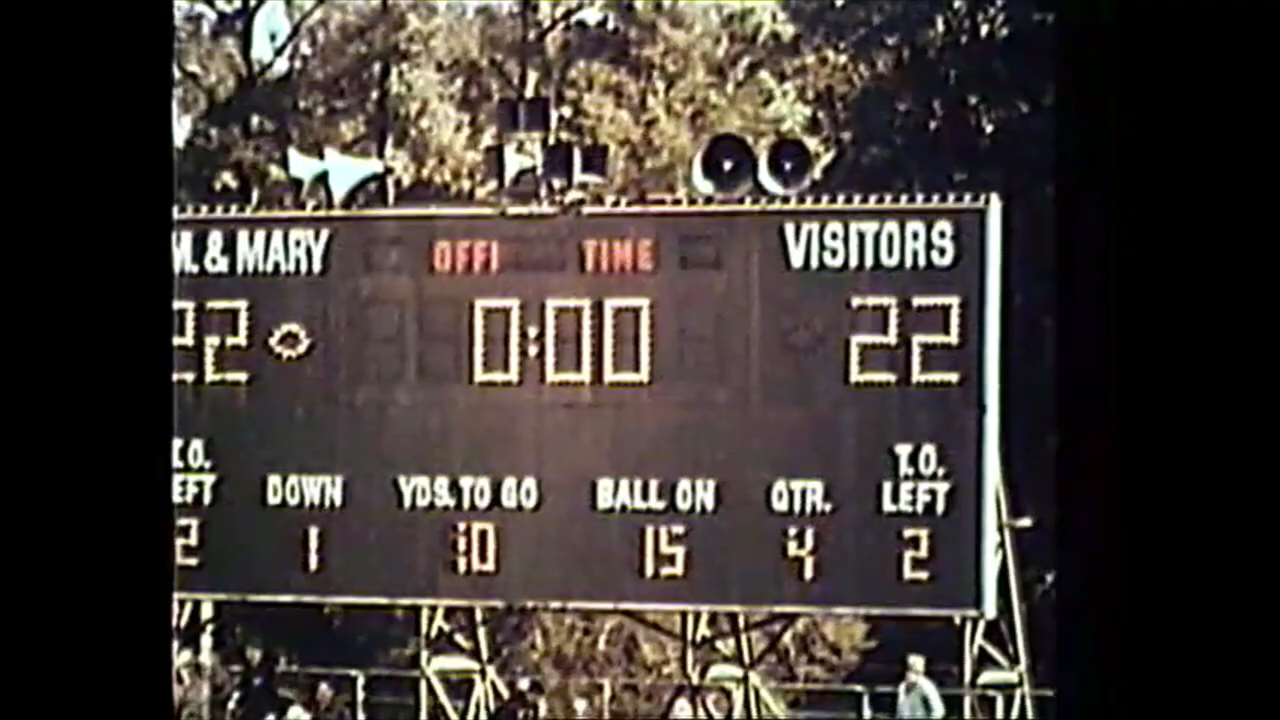 M. & MARY OFFI TIME VISITORS
22 0:00 22
T.O. LEFT DOWN YDS. TO GO BALL ON QTR. T.O. LEFT
2 1 10 15 4 2